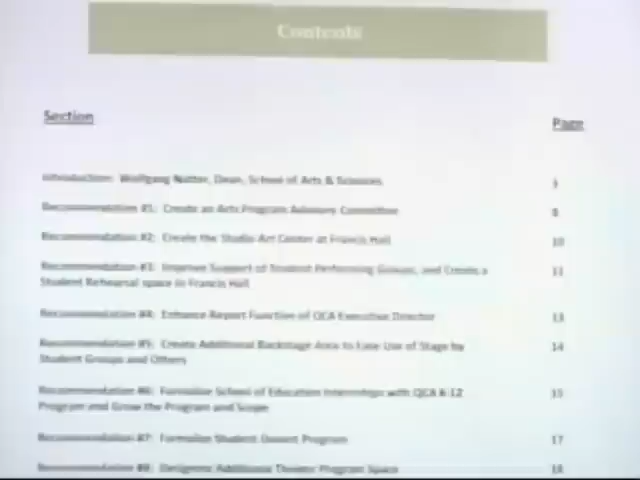 Contents
Section
Page
Introduction: Wolfgang Natter, Dean, School of Arts & Sciences 3
Recommendation #1: Create an Arts Program Advisory Committee 8
Recommendation #2: Create the Studio Art Center at Francis Hall 10
Recommendation #3: Improve Support of Student Performing Groups, and Create a 11
Student Rehearsal space in Francis Hall
Recommendation #4: Enhance Report Function of QCA Executive Director 13
Recommendation #5: Create Additional Backstage Area to Ease Use of Stage by 14
Student Groups and Others
Recommendation #6: Formalize School of Education Internships with QCA K-12 15
Program and Grow the Program and Scope
Recommendation #7: Formalize Student Docent Program 17
Recommendation #8: Designate Additional Theater Program Space 18